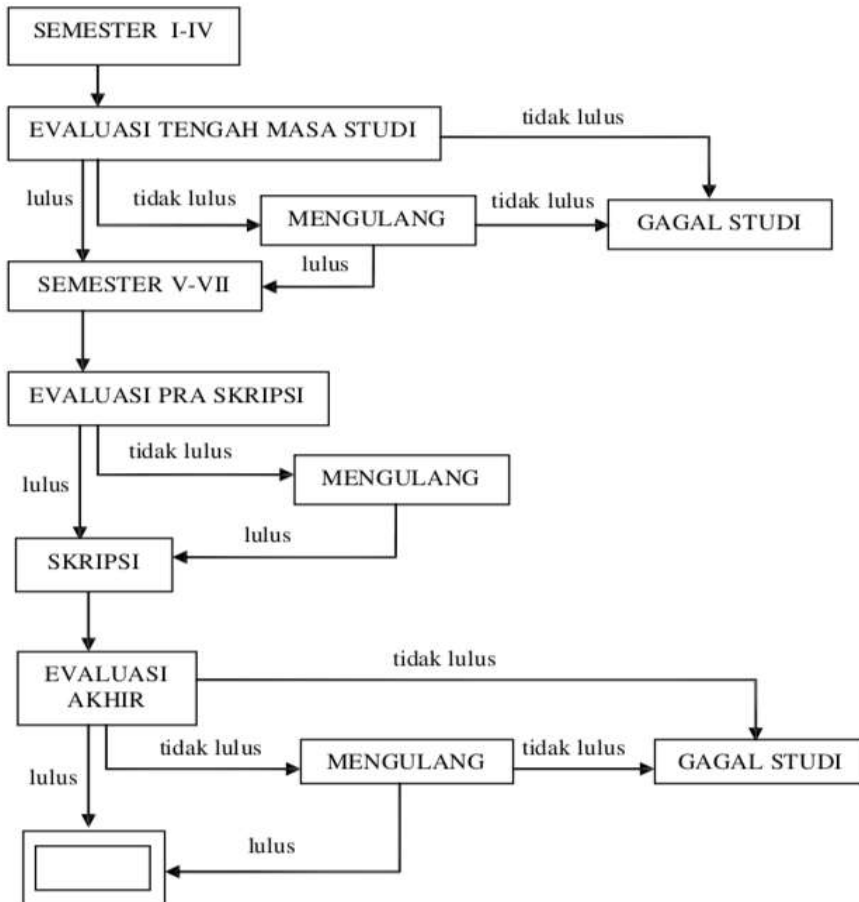 SEMESTER I-IV
tidak lulus
EVALUASI TENGAH MASA STUDI
lulus
tidak lulus
MENGULANG
tidak lulus
GAGAL STUDI
lulus
SEMESTER V-VII
EVALUASI PRA SKRIPSI
tidak lulus
lulus
MENGULANG
lulus
SKRIPSI
tidak lulus
EVALUASI
AKHIR
tidak lulus
MENGULANG
tidak lulus
GAGAL STUDI
lulus
lulus